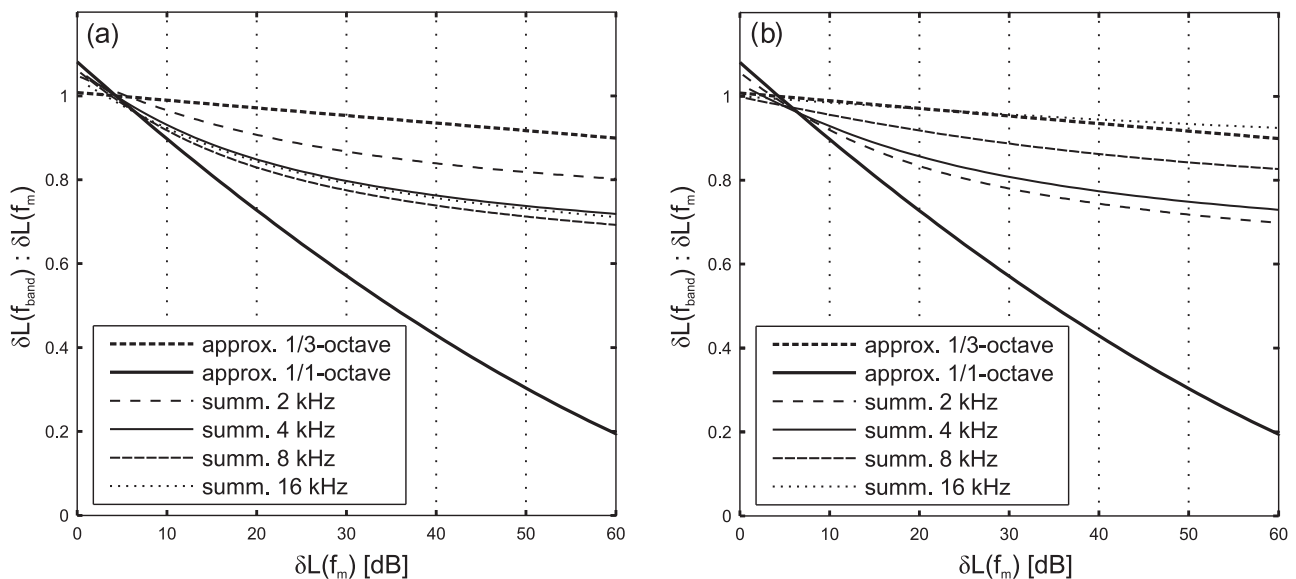 (a)
δL(f_band) : δL(f_m)
1
0.8
0.6
0.4
0.2
0
approx. 1/3-octave
approx. 1/1-octave
summ. 2 kHz
summ. 4 kHz
summ. 8 kHz
summ. 16 kHz
0 10 20 30 40 50 60
δL(f_m) [dB]
(b)
δL(f_band) : δL(f_m)
1
0.8
0.6
0.4
0.2
0
approx. 1/3-octave
approx. 1/1-octave
summ. 2 kHz
summ. 4 kHz
summ. 8 kHz
summ. 16 kHz
0 10 20 30 40 50 60
δL(f_m) [dB]